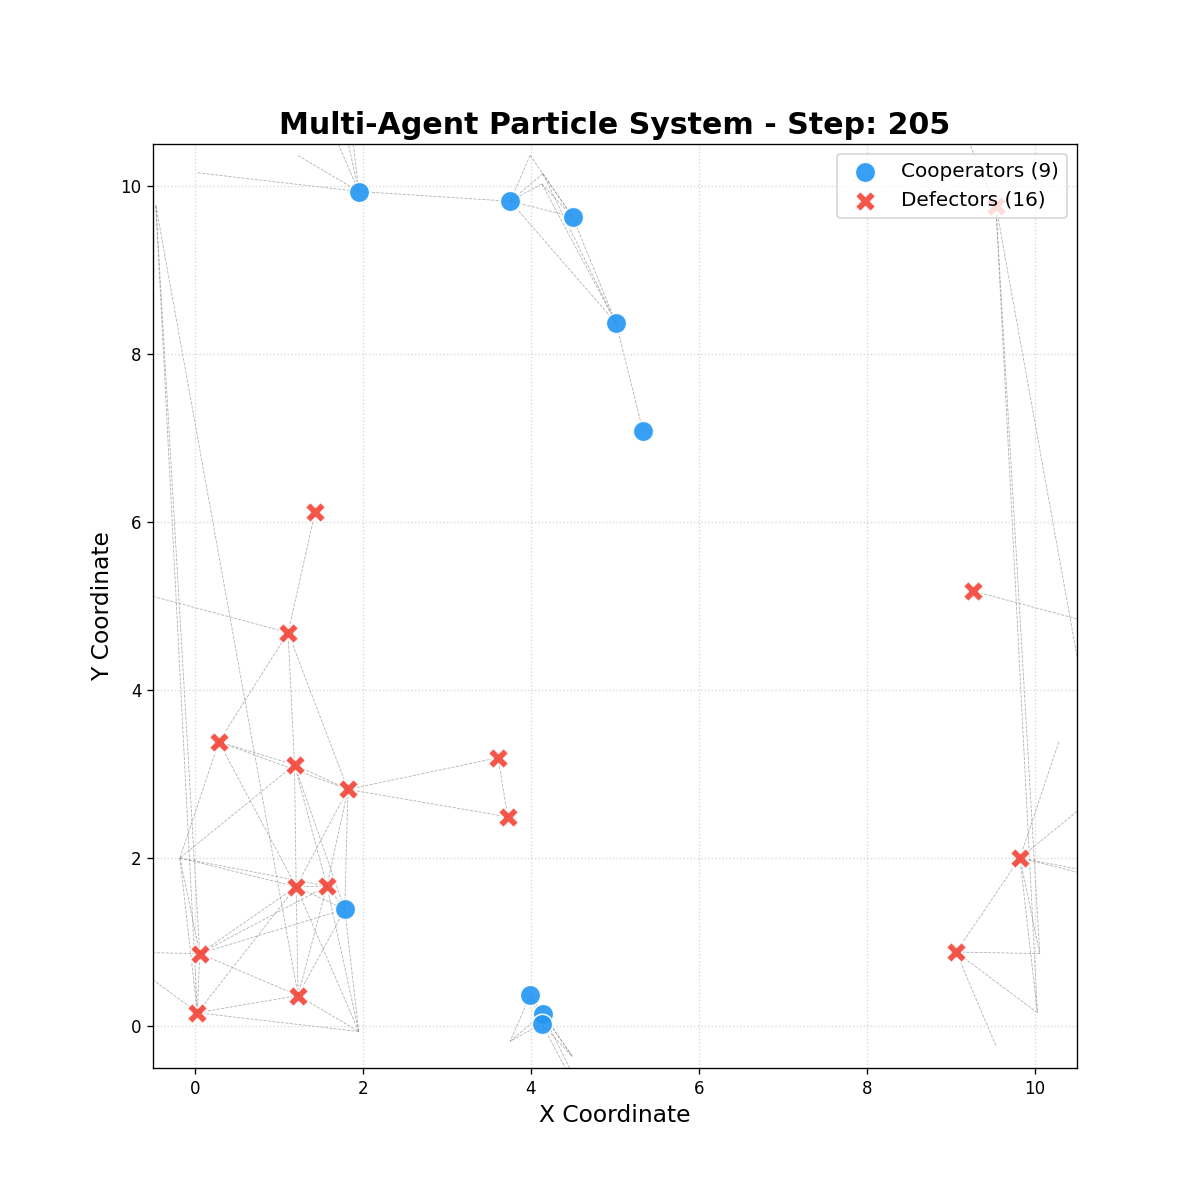 Multi-Agent Particle System - Step: 205
Cooperators (9)
Defectors (16)
10
8
6
4
2
0
Y Coordinate
0 2 4 6 8 10
X Coordinate